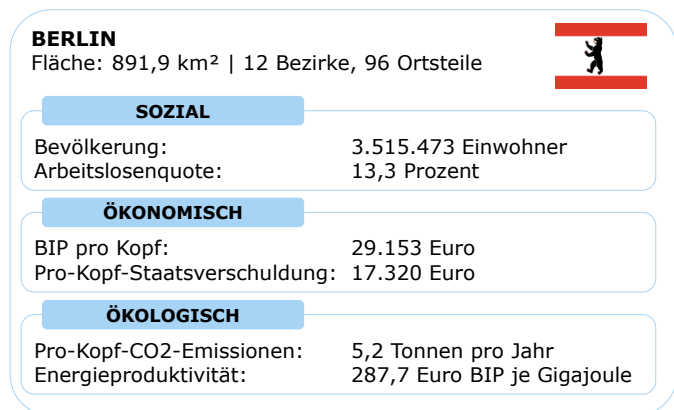 BERLIN
Fläche: 891,9 km² | 12 Bezirke, 96 Ortsteile
SOZIAL
Bevölkerung: 3.515.473 Einwohner
Arbeitslosenquote: 13,3 Prozent
ÖKONOMISCH
BIP pro Kopf: 29.153 Euro
Pro-Kopf-Staatsverschuldung: 17.320 Euro
ÖKOLOGISCH
Pro-Kopf-CO2-Emissionen: 5,2 Tonnen pro Jahr
Energieproduktivität: 287,7 Euro BIP je Gigajoule